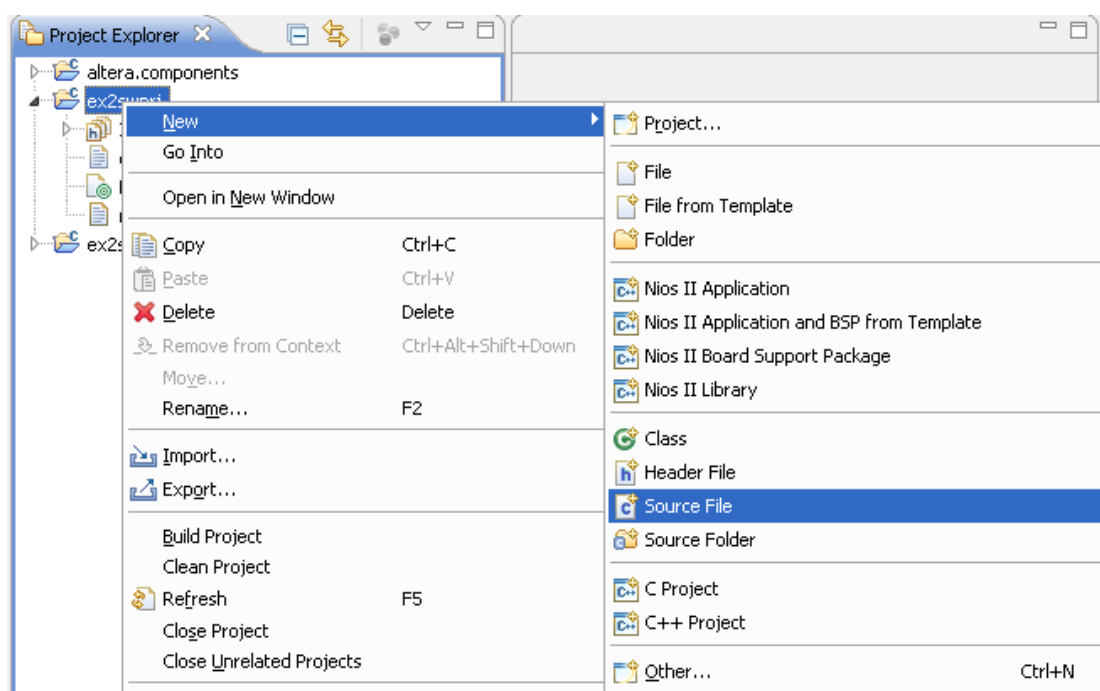 Project Explorer
altera.components
New
Go Into
Open in New Window
Copy Ctrl+C
Paste Ctrl+V
Delete Delete
Remove from Context Ctrl+Alt+Shift+Down
Move...
Rename... F2
Import...
Export...
Build Project
Clean Project
Refresh F5
Close Project
Close Unrelated Projects
Project...
File
File from Template
Folder
Nios II Application
Nios II Application and BSP from Template
Nios II Board Support Package
Nios II Library
Class
Header File
Source File
Source Folder
C Project
C++ Project
Other... Ctrl+N